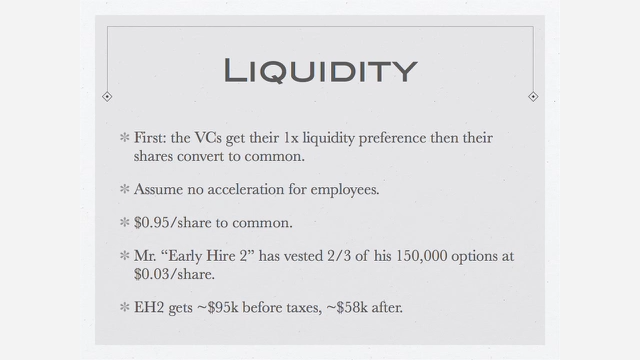 LIQUIDITY
First: the VCs get their 1x liquidity preference then their
shares convert to common.
Assume no acceleration for employees.
$0.95/share to common.
Mr. “Early Hire 2” has vested 2/3 of his 150,000 options at
$0.03/share.
EH2 gets ~$95k before taxes, ~$58k after.